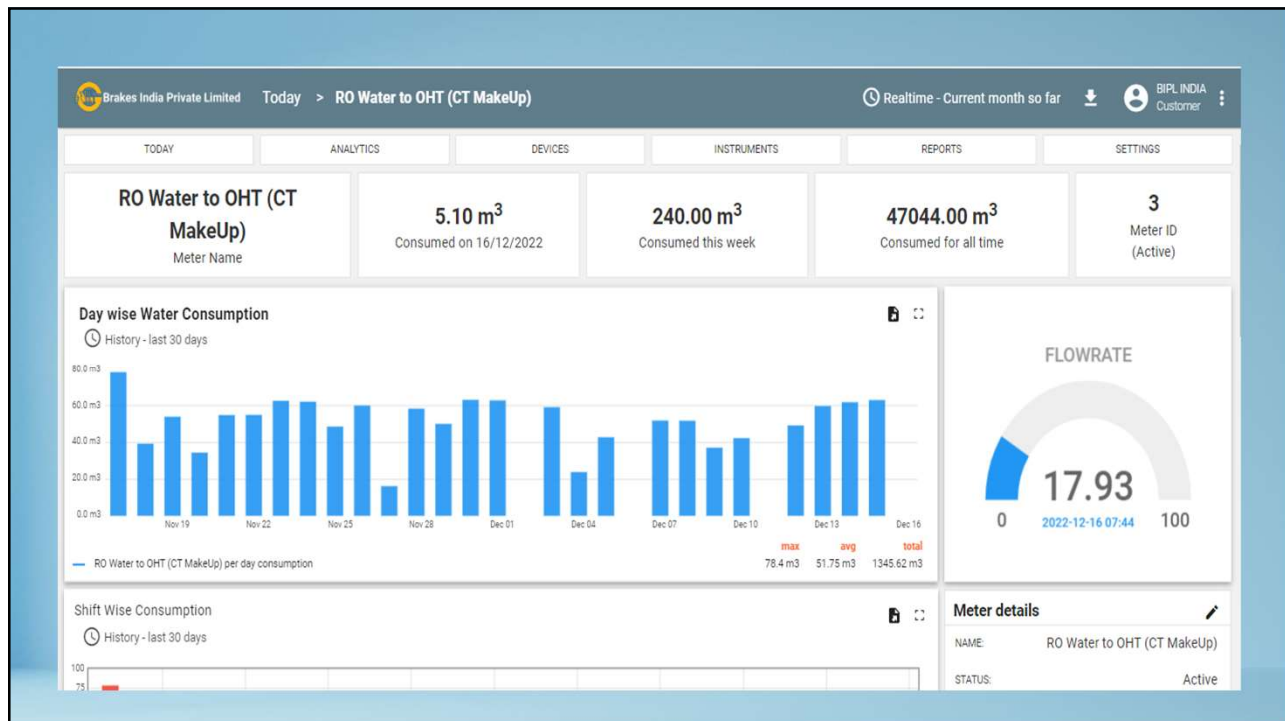 Brakes India Private Limited Today > RO Water to OHT (CT MakeUp) Realtime - Current month so far BIPL INDIA
Customer
TODAY ANALYTICS DEVICES INSTRUMENTS REPORTS SETTINGS
RO Water to OHT (CT
MakeUp)
Meter Name
5.10 m3
Consumed on 16/12/2022
240.00 m3
Consumed this week
47044.00 m3
Consumed for all time
3
Meter ID
(Active)
Day wise Water Consumption
History - last 30 days
80.0 m3
60.0 m3
40.0 m3
20.0 m3
0.0 m3
Nov 19 Nov 22 Nov 25 Nov 28 Dec 01 Dec 04 Dec 07 Dec 10 Dec 13 Dec 16
max avg total
RO Water to OHT (CT MakeUp) per day consumption 78.4 m3 51.75 m3 1345.62 m3
FLOWRATE
17.93
0 2022-12-16 07:44 100
Shift Wise Consumption
History - last 30 days
100
75
Meter details
NAME: RO Water to OHT (CT MakeUp)
STATUS: Active